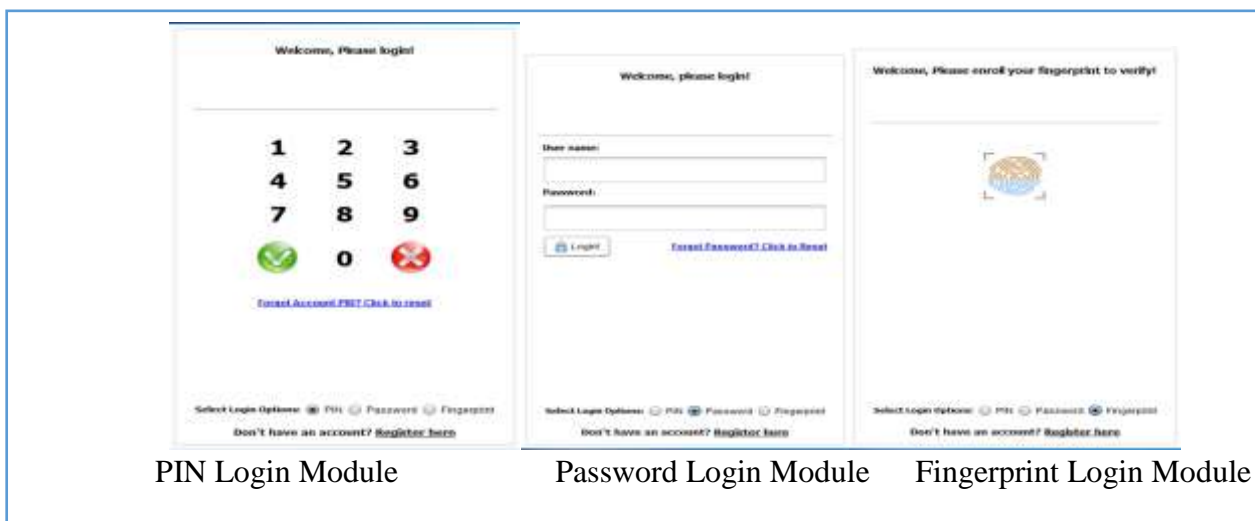 Welcome, Please login!
1 2 3
4 5 6
7 8 9
0
Forgot Account PIN? Click to reset
Select Login Options: PIN Password Fingerprint
Don't have an account? Register here
Welcome, please login!
User name:
Password:
Login!
Forgot Password? Click to Reset
Select Login Options: PIN Password Fingerprint
Don't have an account? Register here
Welcome, Please enroll your fingerprint to verify!
Select Login Options: PIN Password Fingerprint
Don't have an account? Register here
PIN Login Module
Password Login Module
Fingerprint Login Module